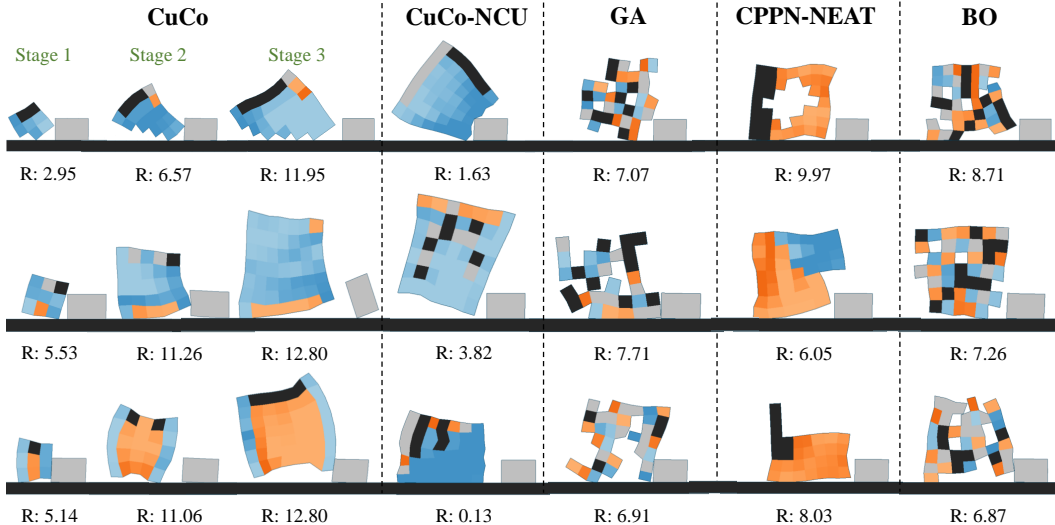 CuCo CuCo-NCU GA CPPN-NEAT BO
Stage 1 Stage 2 Stage 3
R: 2.95 R: 6.57 R: 11.95 R: 1.63 R: 7.07 R: 9.97 R: 8.71
R: 5.53 R: 11.26 R: 12.80 R: 3.82 R: 7.71 R: 6.05 R: 7.26
R: 5.14 R: 11.06 R: 12.80 R: 0.13 R: 6.91 R: 8.03 R: 6.87